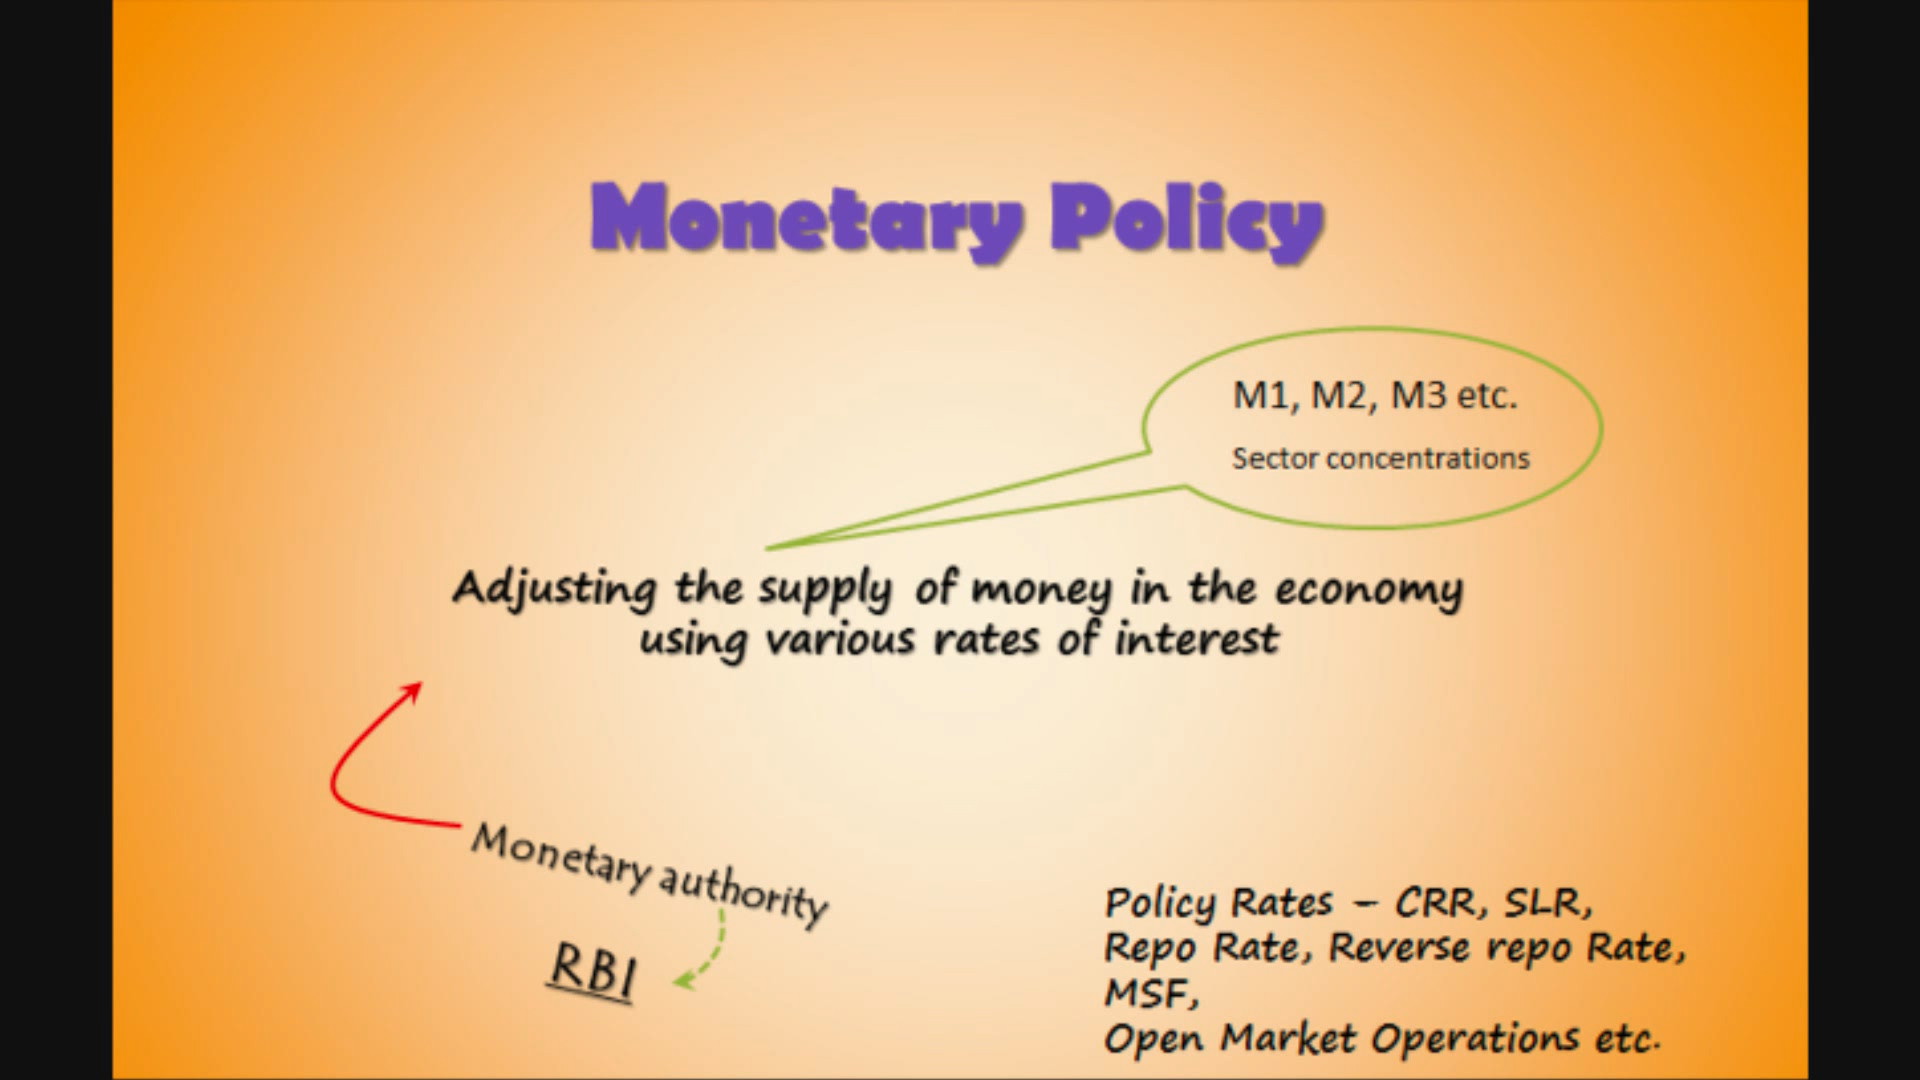 Monetary Policy
M1, M2, M3 etc.
Sector concentrations
Adjusting the supply of money in the economy
using various rates of interest
Monetary authority
RBI
Policy Rates – CRR, SLR,
Repo Rate, Reverse repo Rate,
MSF,
Open Market Operations etc.